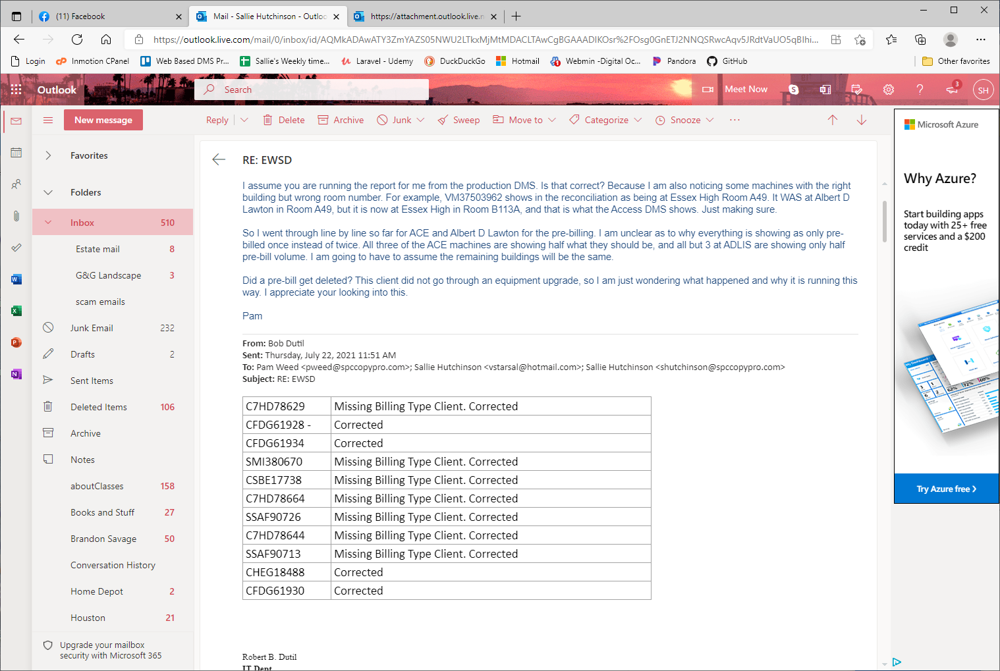 (11) Facebook
Mail - Sallie Hutchinson - Outloo
https://attachment.outlook.live.n
https://outlook.live.com/mail/0/inbox/id/AQMkADAwATY3ZmYAZS05NWU2LTkxMjMtMDACLTAwCgBGAAADIKOsr%2FOsg0GnETJ2NNQSRwcAqv5JRdtVaUO5qBIhi...
Login
Inmotion CPanel
Web Based DMS Pr...
Sallie's Weekly time...
Laravel - Udemy
DuckDuckGo
Hotmail
Webmin -Digital Oc...
Pandora
GitHub
Other favorites
Outlook
Search
Meet Now
3
SH
New message
Reply
Delete
Archive
Junk
Sweep
Move to
Categorize
Snooze
Favorites
Folders
Inbox 510
Estate mail 8
G&G Landscape 3
scam emails
Junk Email 232
Drafts 2
Sent Items
Deleted Items 106
Archive
Notes
aboutClasses 158
Books and Stuff 27
Brandon Savage 50
Conversation History
Home Depot 2
Houston 21
Upgrade your mailbox
security with Microsoft 365
RE: EWSD
I assume you are running the report for me from the production DMS. Is that correct? Because I am also noticing some machines with the right
building but wrong room number. For example, VM37503962 shows in the reconciliation as being at Essex High Room A49. It WAS at Albert D
Lawton in Room A49, but it is now at Essex High in Room B113A, and that is what the Access DMS shows. Just making sure.
So I went through line by line so far for ACE and Albert D Lawton for the pre-billing. I am unclear as to why everything is showing as only pre-
billed once instead of twice. All three of the ACE machines are showing half what they should be, and all but 3 at ADLIS are showing only half
pre-bill volume. I am going to have to assume the remaining buildings will be the same.
Did a pre-bill get deleted? This client did not go through an equipment upgrade, so I am just wondering what happened and why it is running this
way. I appreciate your looking into this.
Pam
From: Bob Dutil
Sent: Thursday, July 22, 2021 11:51 AM
To: Pam Weed <pweed@spccopypro.com>; Sallie Hutchinson <vstarsal@hotmail.com>; Sallie Hutchinson <shutchinson@spccopypro.com>
Subject: RE: EWSD
C7HD78629 Missing Billing Type Client. Corrected
CFDG61928 - Corrected
CFDG61934 Corrected
SMI380670 Missing Billing Type Client. Corrected
CSBE17738 Missing Billing Type Client. Corrected
C7HD78664 Missing Billing Type Client. Corrected
SSAF90726 Missing Billing Type Client. Corrected
C7HD78644 Missing Billing Type Client. Corrected
SSAF90713 Missing Billing Type Client. Corrected
CHEG18488 Corrected
CFDG61930 Corrected
Robert B. Dutil
IT Dept
Microsoft Azure
Why Azure?
Start building apps
today with 25+ free
services and a $200
credit
Try Azure free ❯